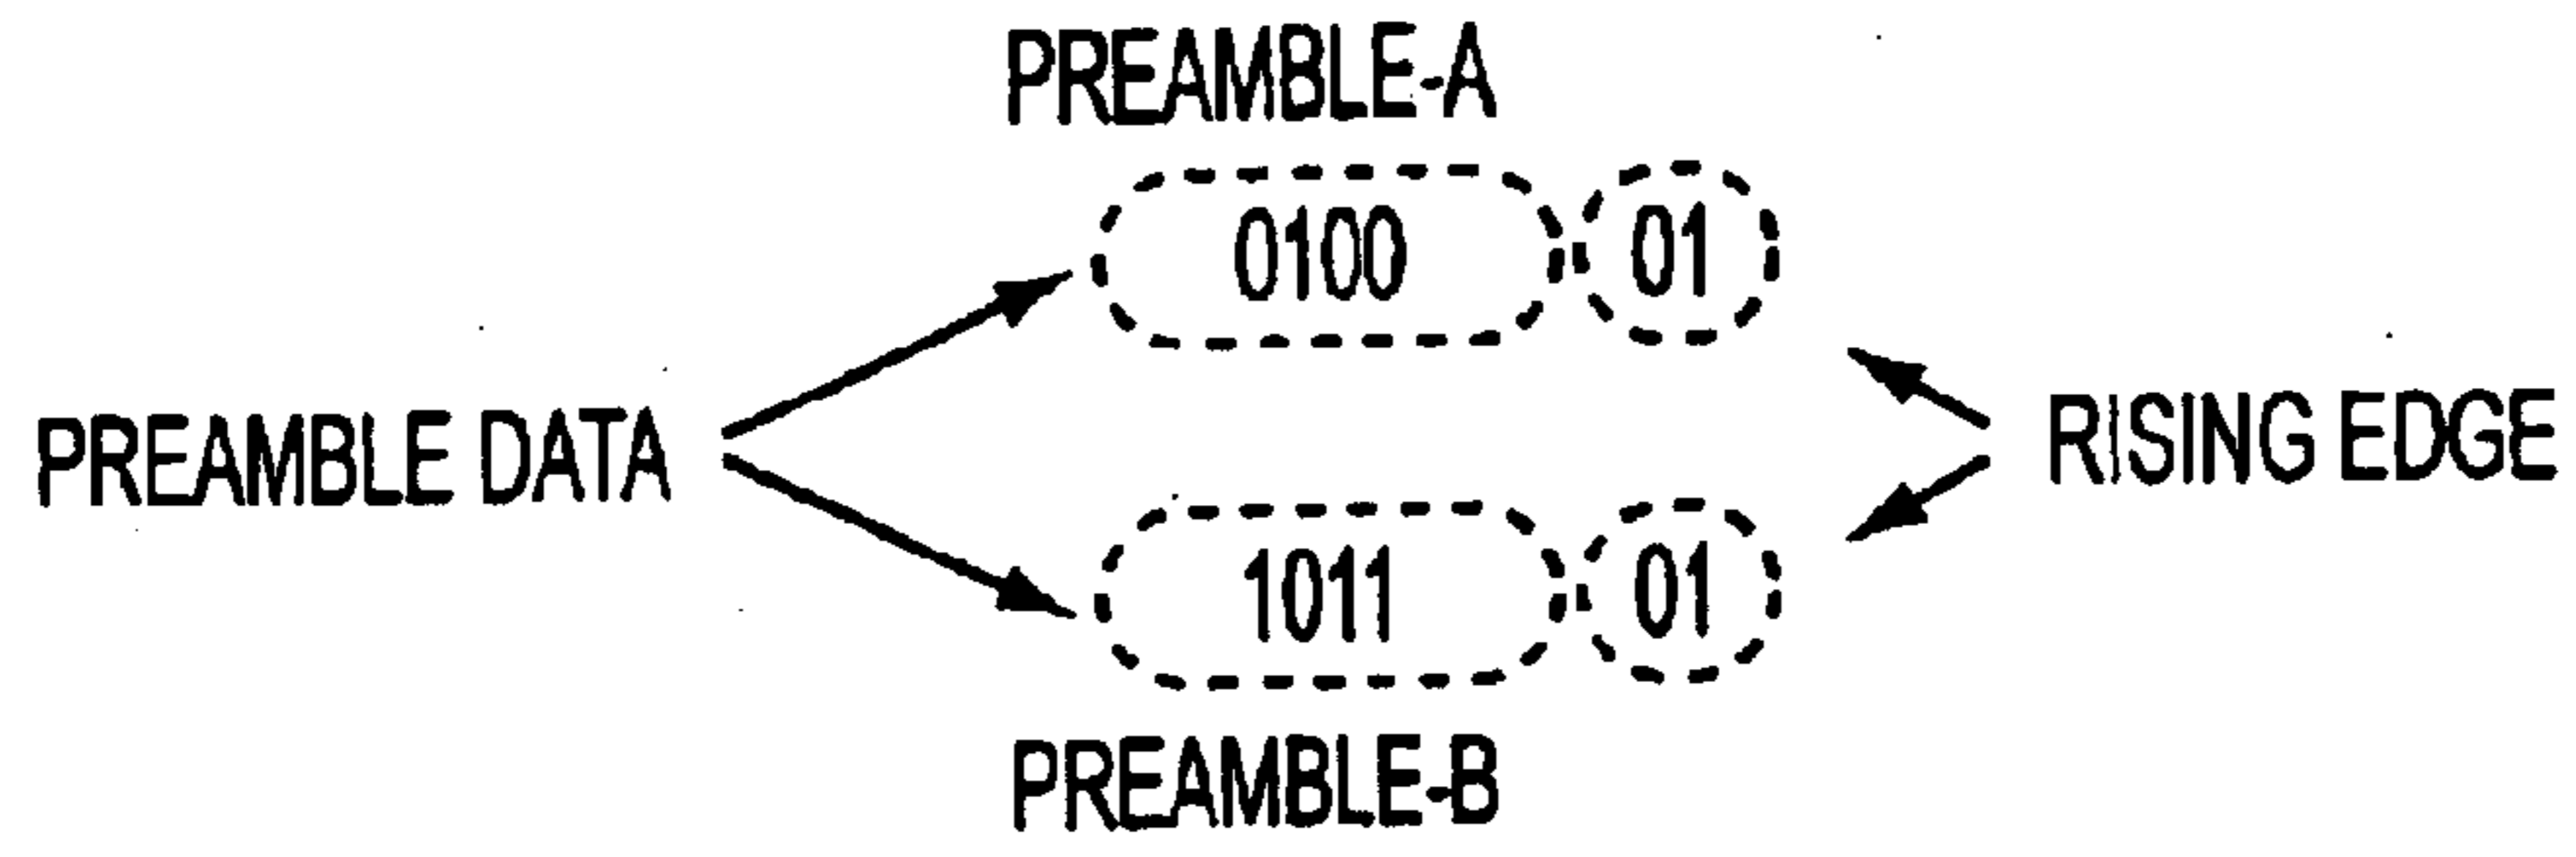 PREAMBLE-A
0100 01
PREAMBLE DATA
RISING EDGE
1011 01
PREAMBLE-B